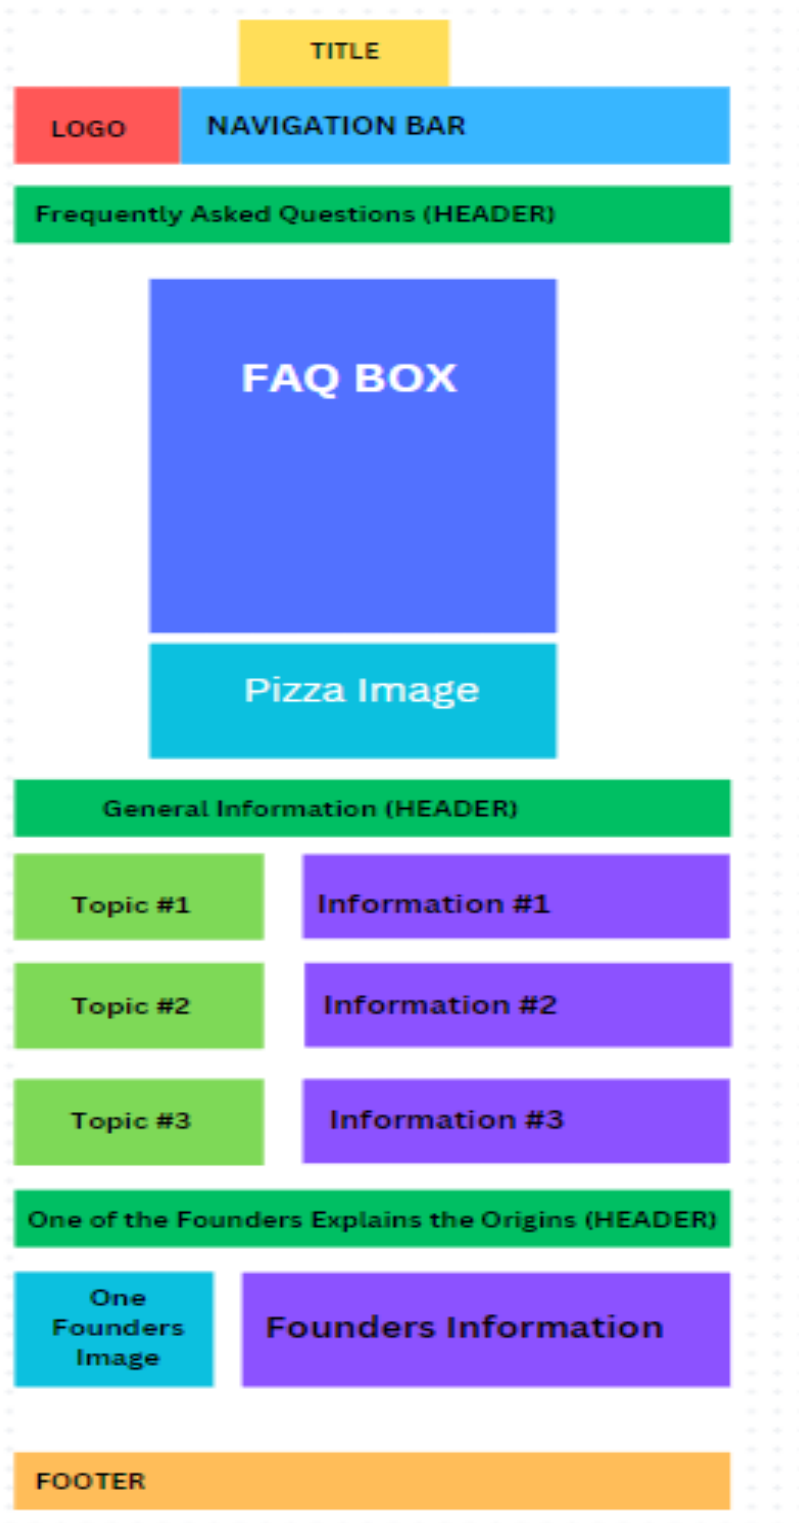 TITLE
LOGO
NAVIGATION BAR
Frequently Asked Questions (HEADER)
FAQ BOX
Pizza Image
General Information (HEADER)
Topic #1
Information #1
Topic #2
Information #2
Topic #3
Information #3
One of the Founders Explains the Origins (HEADER)
One
Founders
Image
Founders Information
FOOTER